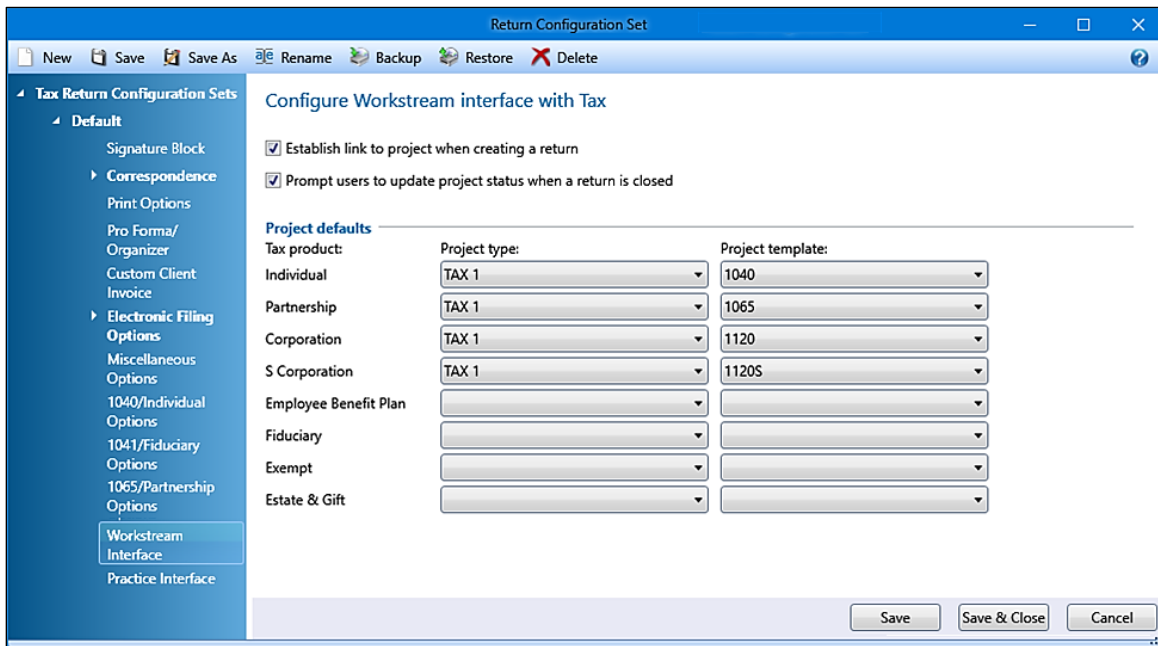 Return Configuration Set
New Save Save As Rename Backup Restore Delete
Tax Return Configuration Sets
Default
Signature Block
Correspondence
Print Options
Pro Forma/
Organizer
Custom Client
Invoice
Electronic Filing
Options
Miscellaneous
Options
1040/Individual
Options
1041/Fiduciary
Options
1065/Partnership
Options
Workstream
Interface
Practice Interface
Configure Workstream interface with Tax
Establish link to project when creating a return
Prompt users to update project status when a return is closed
Project defaults
Tax product: Project type: Project template:
Individual TAX 1 1040
Partnership TAX 1 1065
Corporation TAX 1 1120
S Corporation TAX 1 1120S
Employee Benefit Plan
Fiduciary
Exempt
Estate & Gift
Save Save & Close Cancel